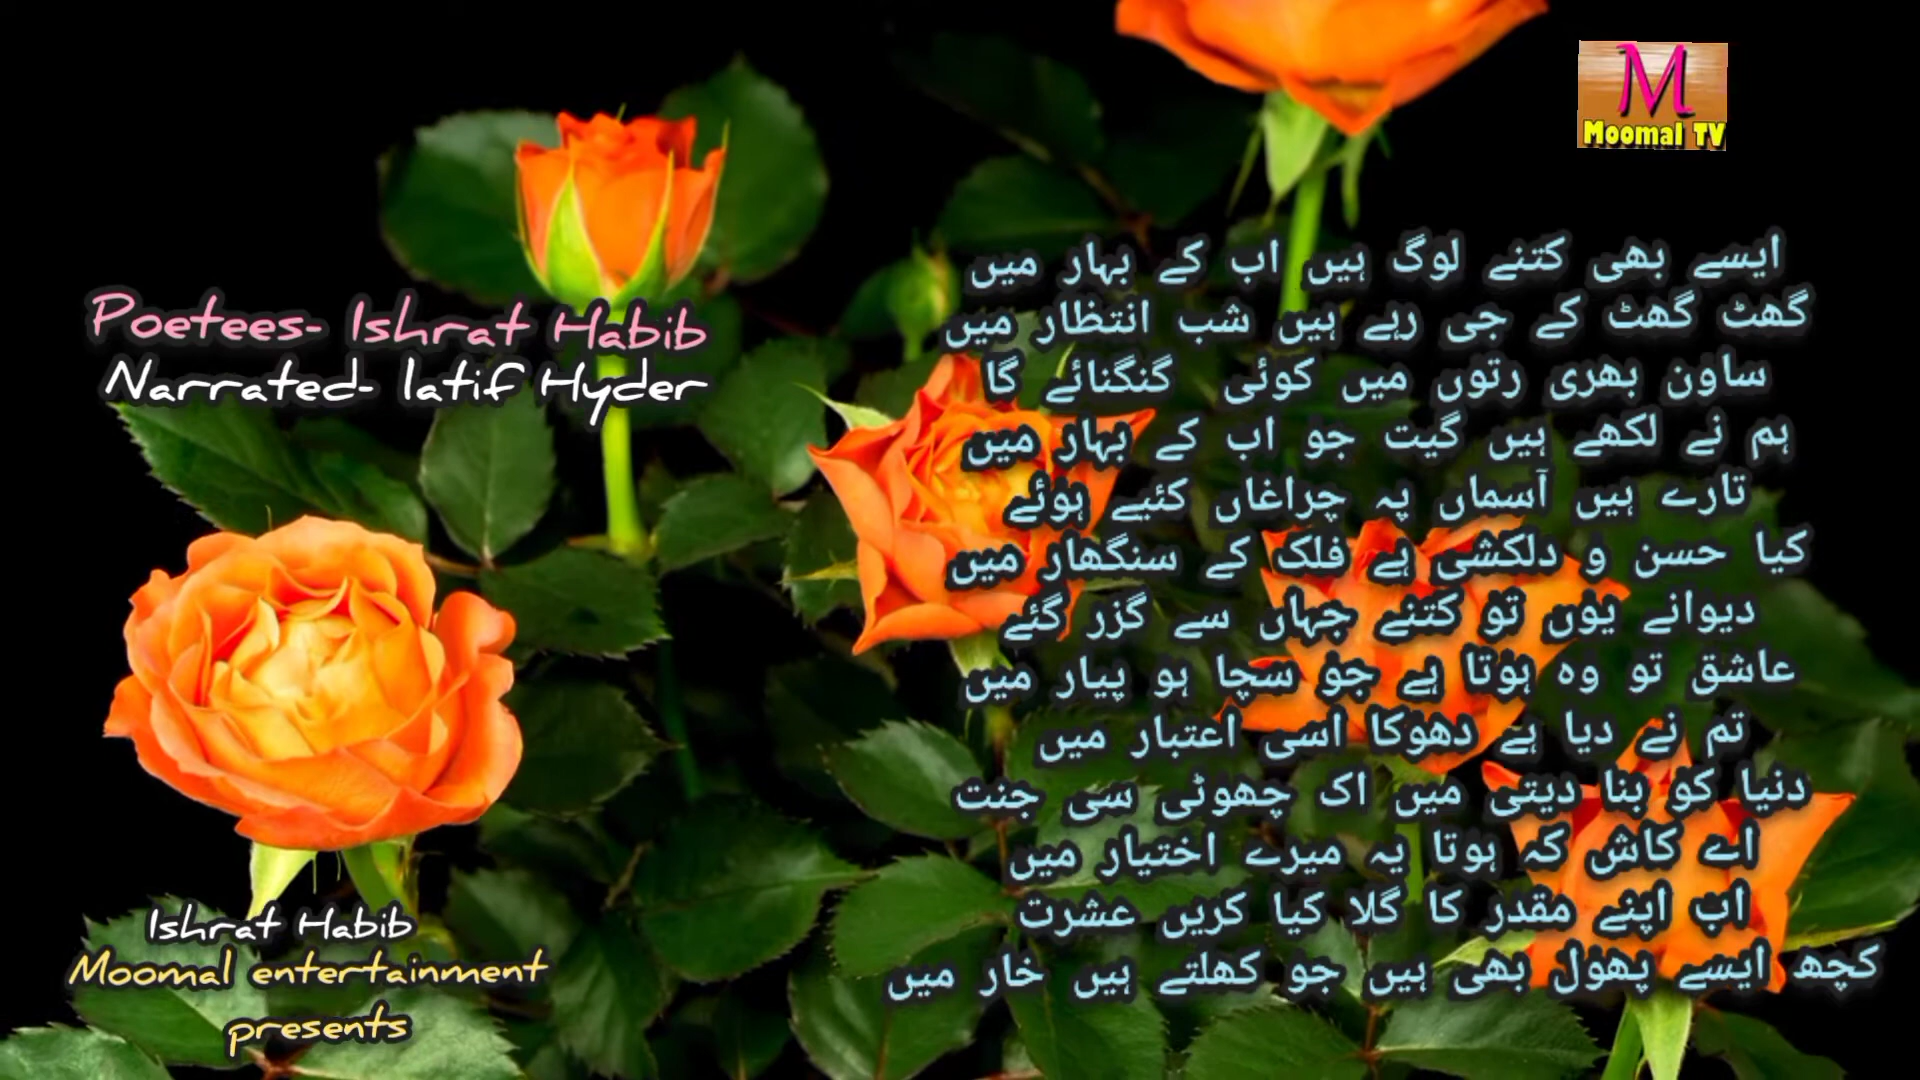 M
Moomal TV
Poetees- Ishrat Habib
Narrated- latif Hyder
ایسے بھی کتنے لوگ ہیں اب کے بہار میں
گھٹ گھٹ کے جی رہے ہیں شب انتظار میں
ساون بھری رتوں میں کوئی گنگنائے گا
ہم نے لکھے ہیں گیت جو اب کے بہار میں
تارے ہیں آسماں پہ چراغاں کئیے ہوئے
کیا حسن و دلکشی ہے فلک کے سنگھار میں
دیوانے یوں تو کتنے جہاں سے گزر گئے
عاشق تو وہ ہوتا ہے جو سچا ہو پیار میں
تم نے دیا ہے دھوکا اسی اعتبار میں
دنیا کو بنا دیتی میں اک چھوٹی سی جنت
اے کاش کہ ہوتا یہ میرے اختیار میں
اب اپنے مقدر کا گلا کیا کریں عشرت
کچھ ایسے پھول بھی ہیں جو کھلتے ہیں خار میں
Ishrat Habib
Moomal entertainment
presents